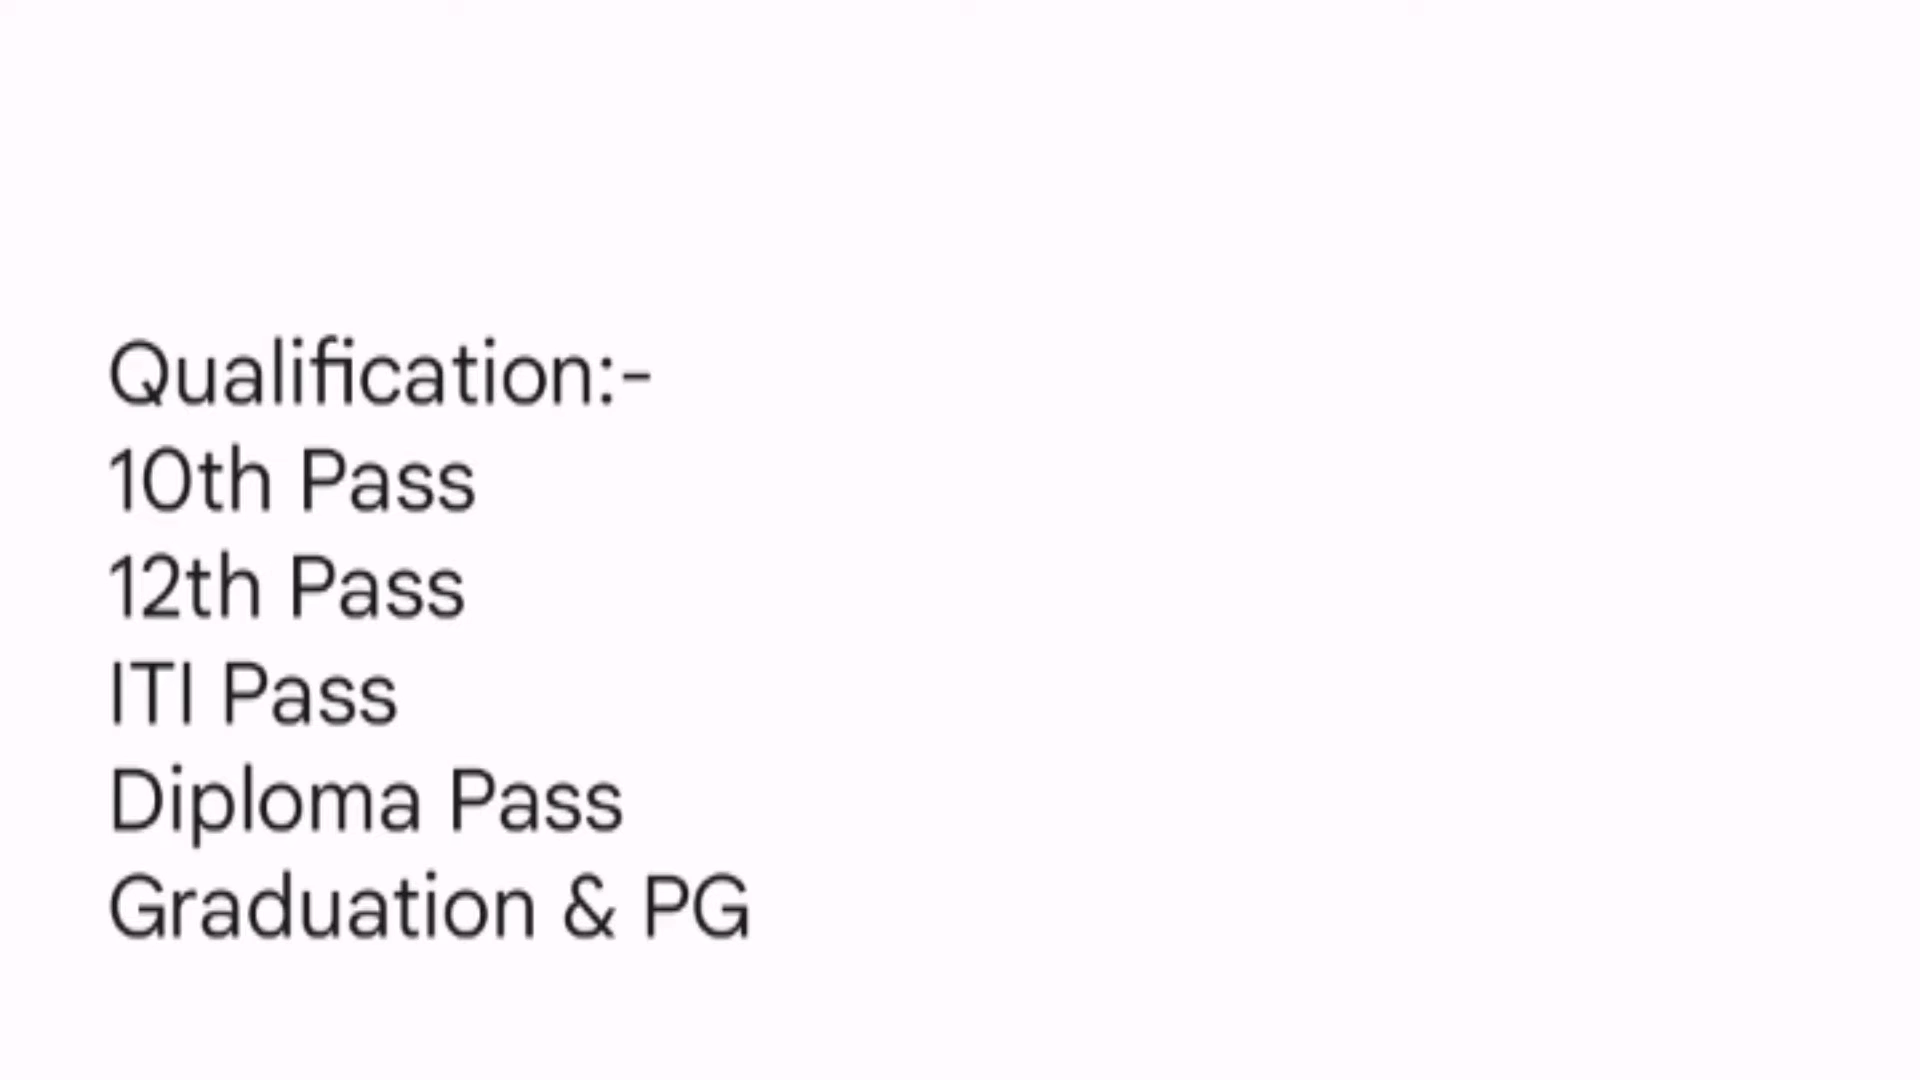 Qualification:-
10th Pass
12th Pass
ITI Pass
Diploma Pass
Graduation & PG